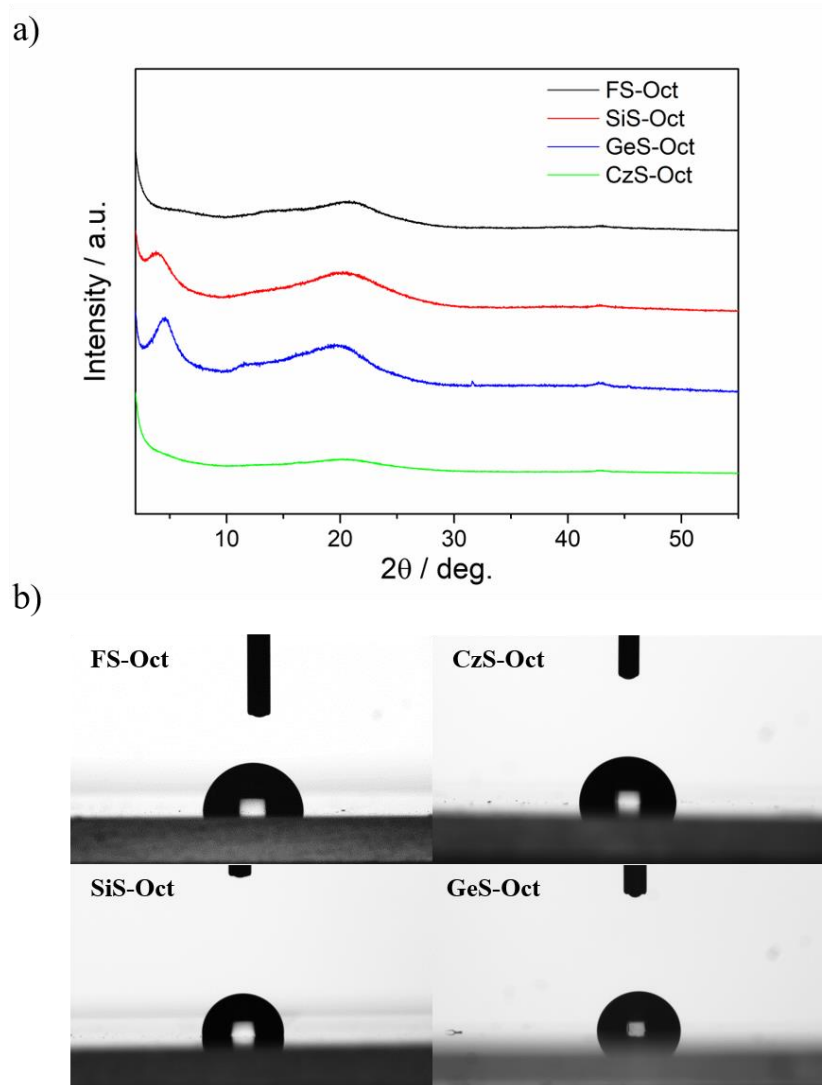 a)
FS-Oct
SiS-Oct
GeS-Oct
CzS-Oct
Intensity / a.u.
10 20 30 40 50
2θ / deg.
b)
FS-Oct CzS-Oct
SiS-Oct GeS-Oct